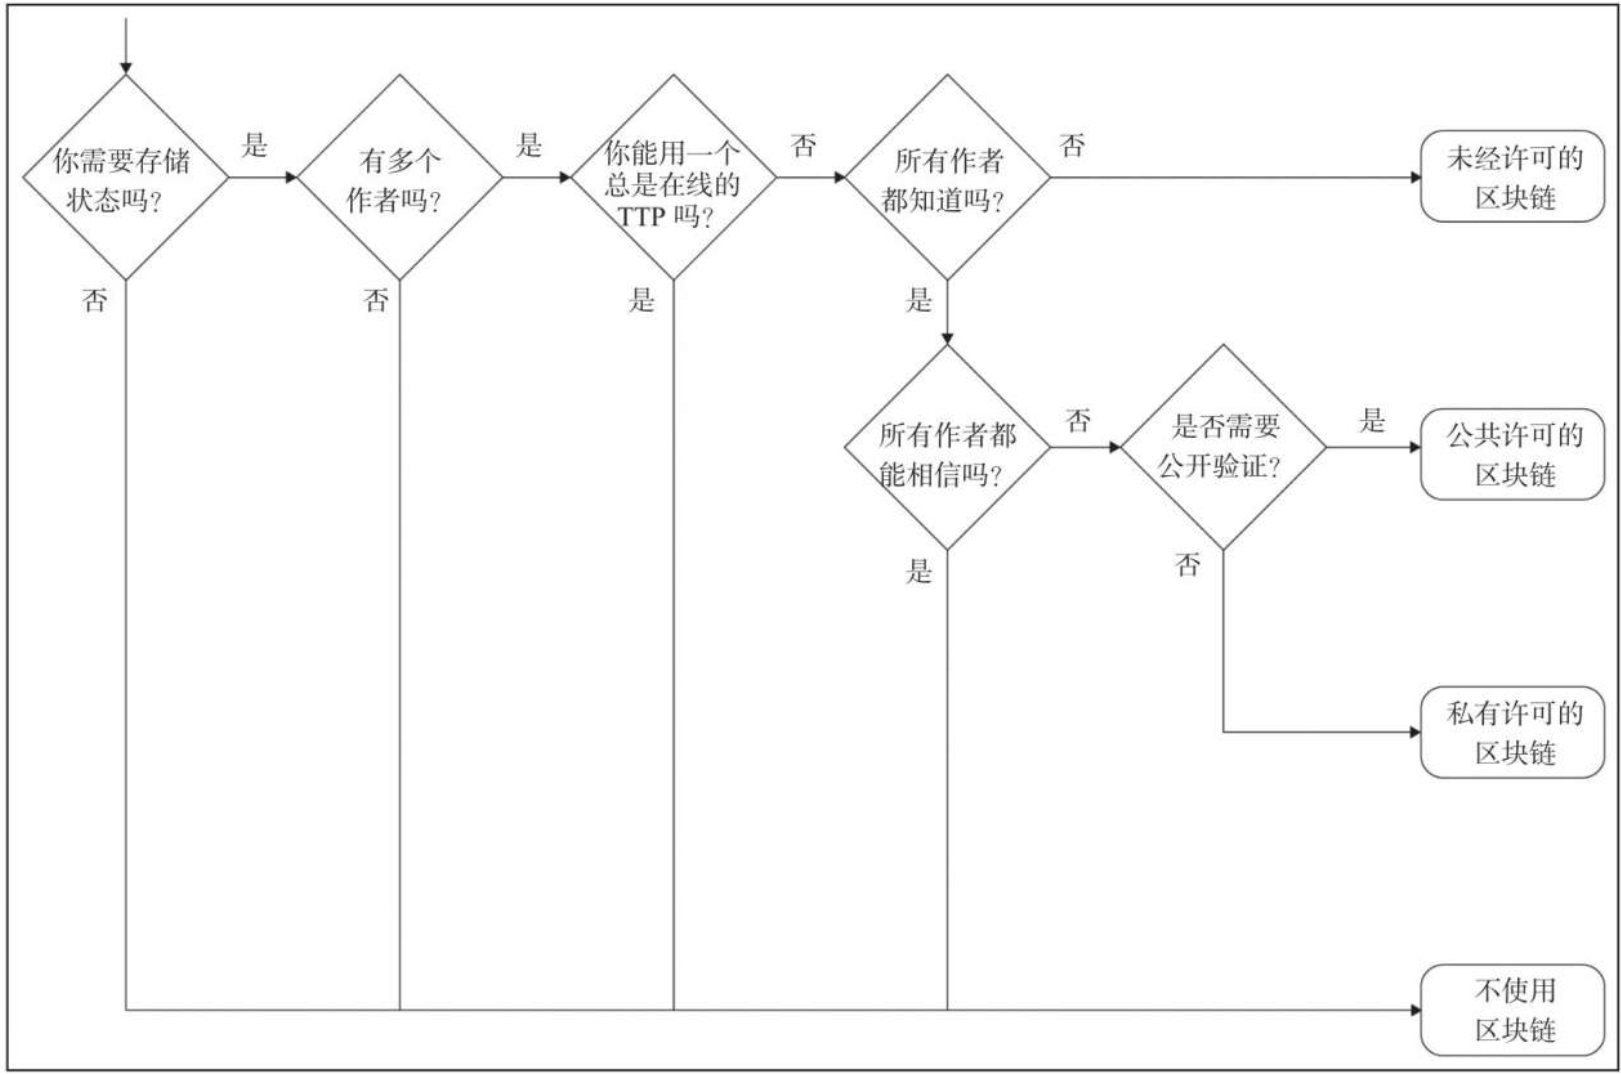 你需要存储
状态吗？
是
否
有多个
作者吗？
是
否
你能用一个
总是在线的
TTP 吗？
否
是
所有作者
都知道吗？
否
是
未经许可的
区块链
所有作者都
能相信吗？
否
是
是否需要
公开验证？
是
否
公共许可的
区块链
私有许可的
区块链
不使用
区块链